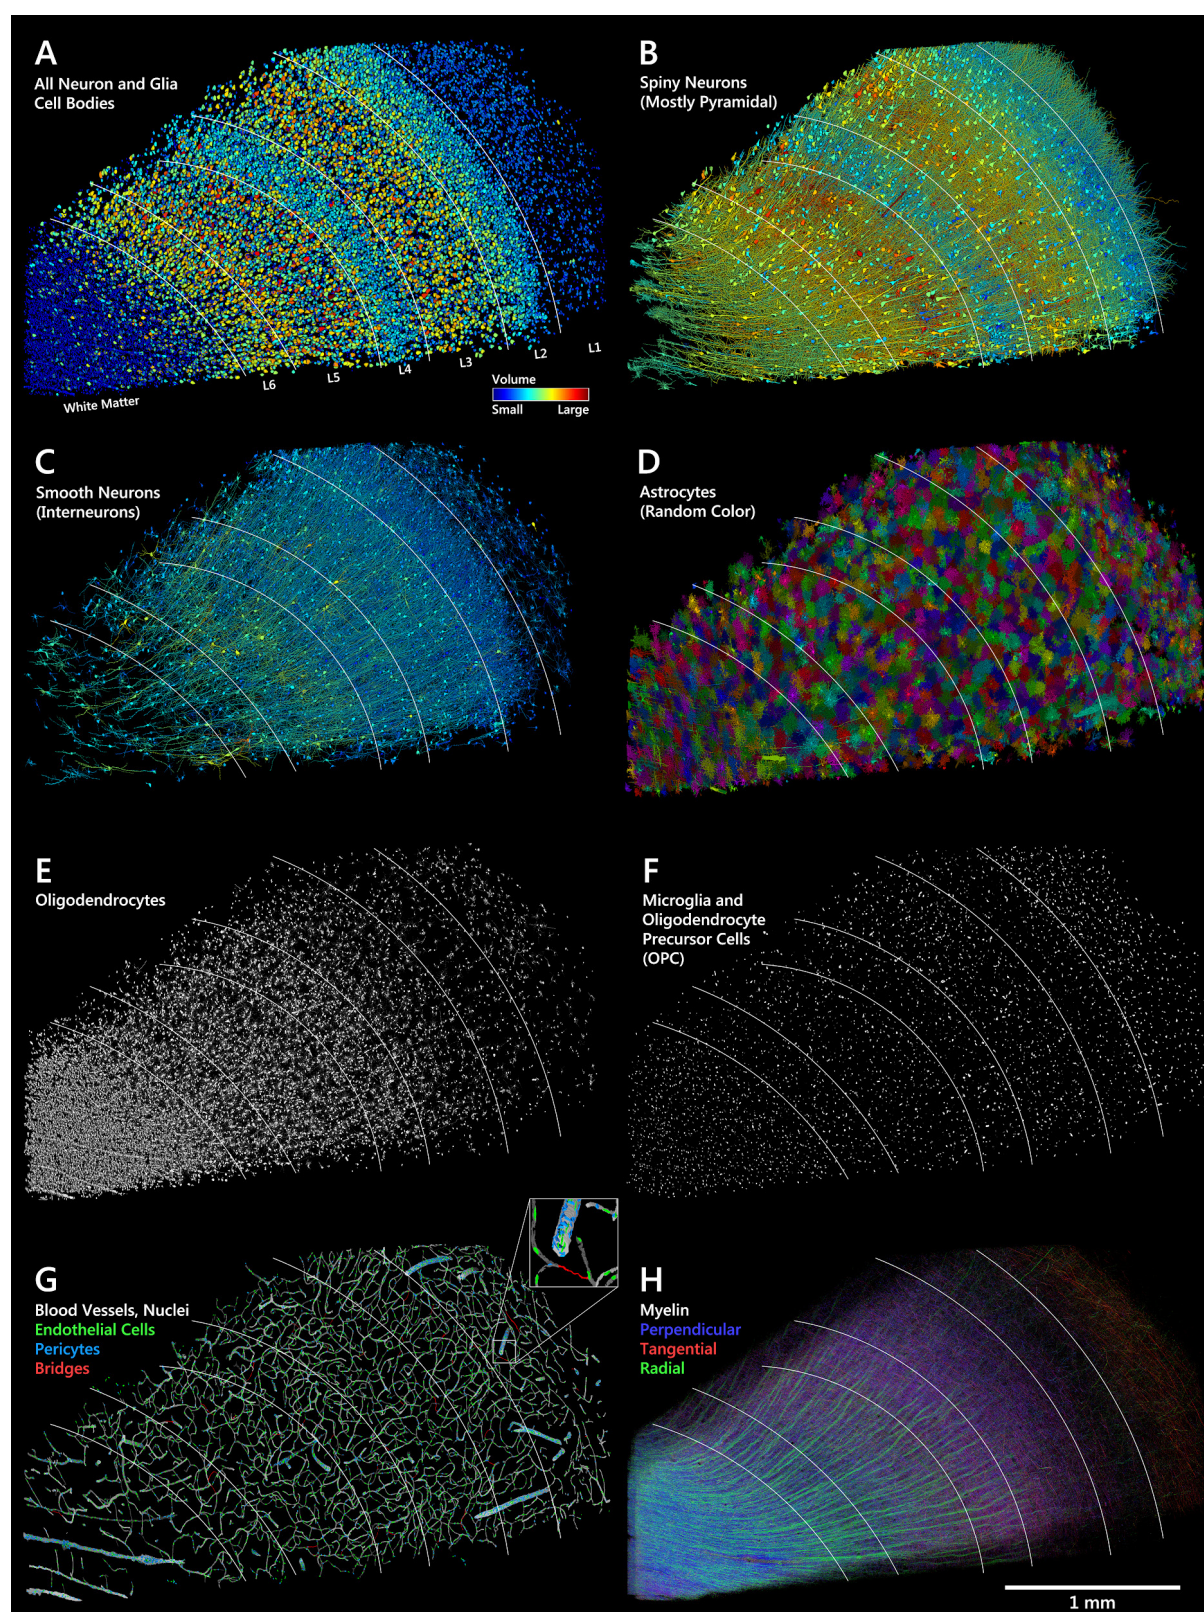 A
All Neuron and Glia
Cell Bodies
L1
L2
L3
L4
L5
L6
White Matter
Volume
Small Large
B
Spiny Neurons
(Mostly Pyramidal)
C
Smooth Neurons
(Interneurons)
D
Astrocytes
(Random Color)
E
Oligodendrocytes
F
Microglia and
Oligodendrocyte
Precursor Cells
(OPC)
G
Blood Vessels, Nuclei
Endothelial Cells
Pericytes
Bridges
H
Myelin
Perpendicular
Tangential
Radial
1 mm